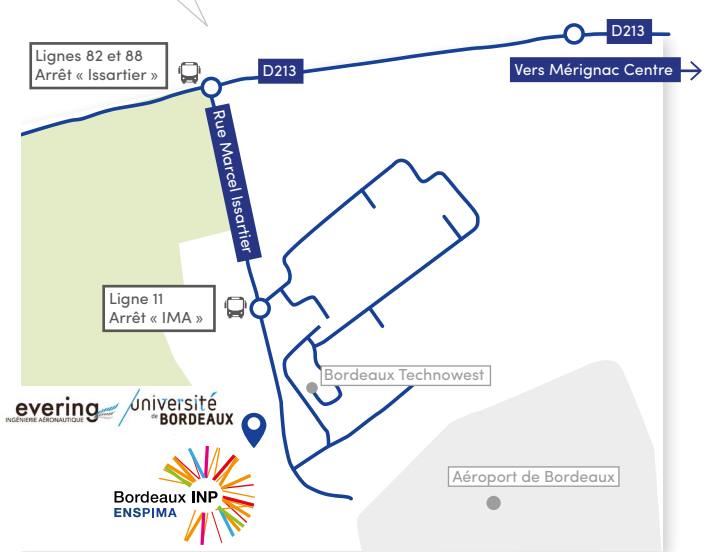 D213
Lignes 82 et 88
Arrêt « Issartier »
D213
Vers Mérignac Centre
Rue Marcel Issartier
Ligne 11
Arrêt « IMA »
Bordeaux Technowest
evering
INGÉNIERIE AÉRONAUTIQUE
université
de BORDEAUX
Aéroport de Bordeaux
Bordeaux INP
ENSPIMA